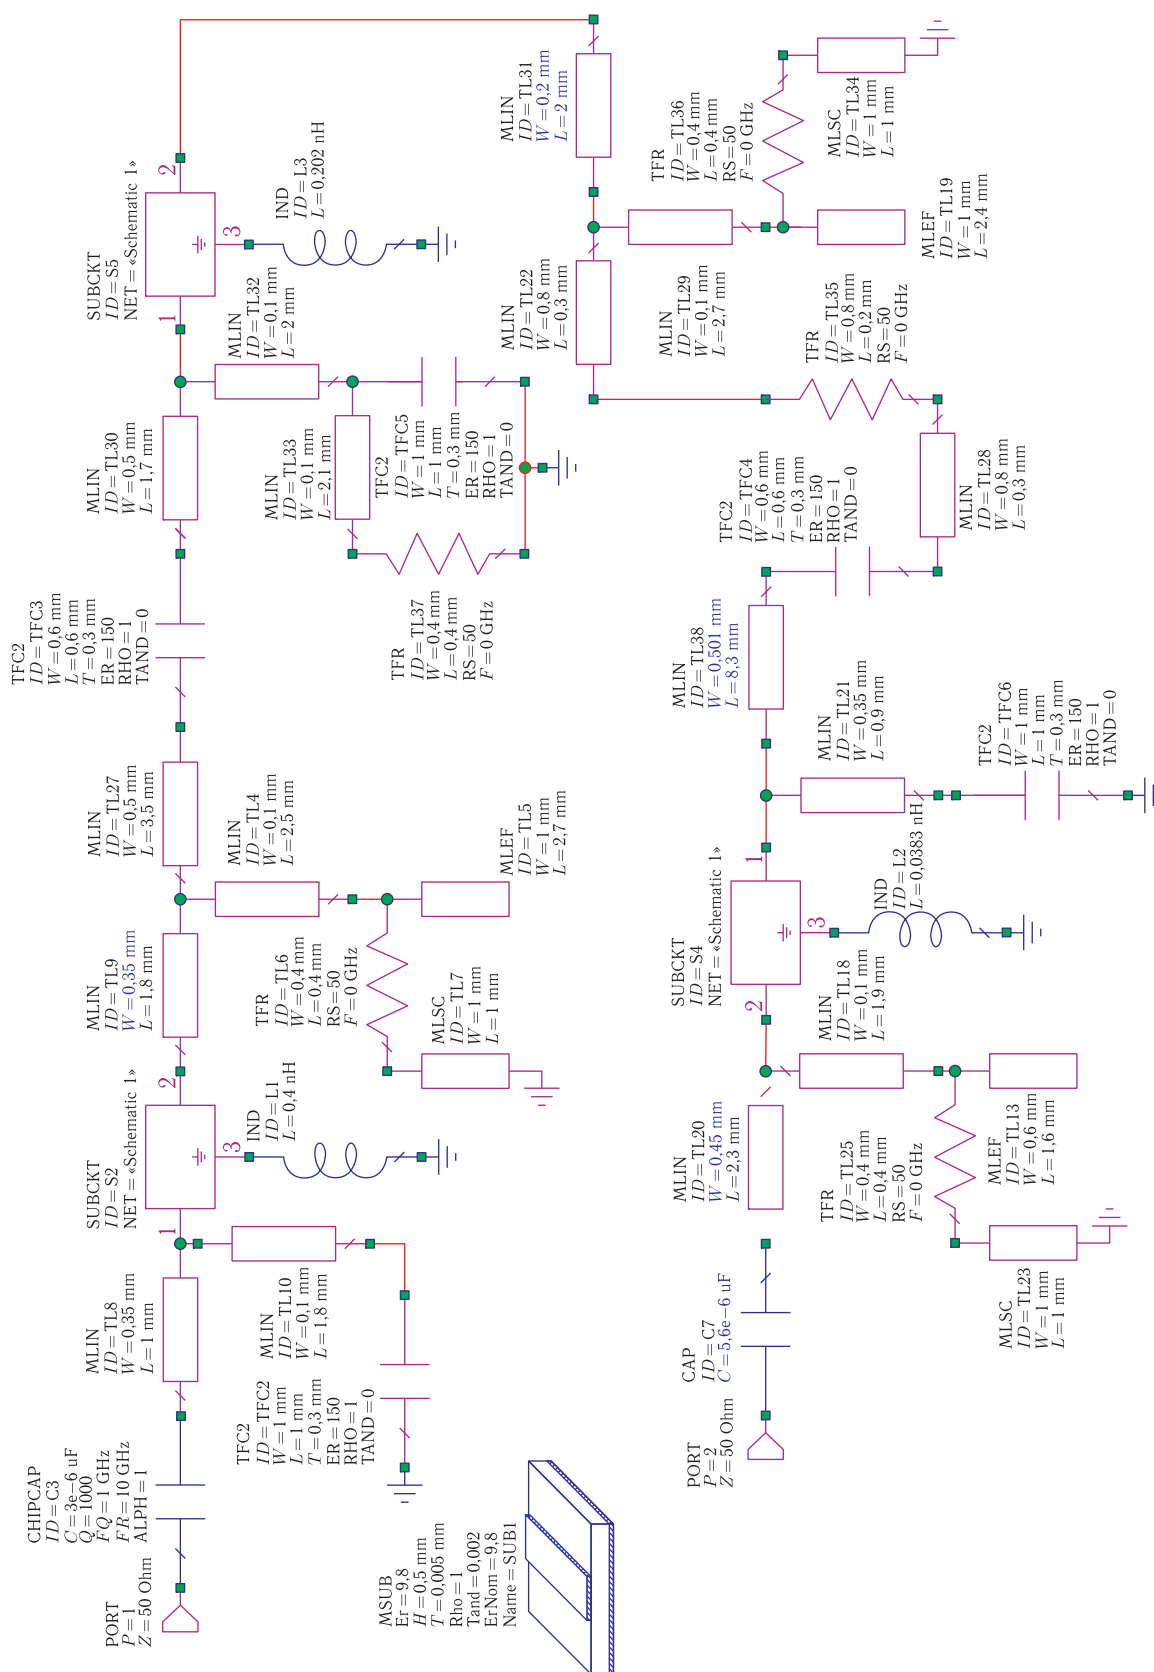 PORT
P=1
Z=50 Ohm
CHIPCAP
ID=C3
C=3e−6 uF
Q=1000
FQ=1 GHz
FR=10 GHz
ALPH=1
MLIN
ID=TL8
W=0,35 mm
L=1 mm
SUBCKT
ID=S2
NET=«Schematic 1»
1
2
3
IND
ID=L1
L=0,4 nH
MLIN
ID=TL10
W=0,1 mm
L=1,8 mm
TFC2
ID=TFC2
W=1 mm
L=1 mm
T=0,3 mm
ER=150
RHO=1
TAND=0
MSUB
Er=9,8
H=0,5 mm
T=0,005 mm
Rho=1
Tand=0,002
ErNom=9,8
Name=SUB1
MLIN
ID=TL9
W=0,35 mm
L=1,8 mm
MLIN
ID=TL27
W=0,5 mm
L=3,5 mm
MLIN
ID=TL4
W=0,1 mm
L=2,5 mm
TFR
ID=TL6
W=0,4 mm
L=0,4 mm
RS=50
F=0 GHz
MLSC
ID=TL7
W=1 mm
L=1 mm
MLEF
ID=TL5
W=1 mm
L=2,7 mm
TFC2
ID=TFC3
W=0,6 mm
L=0,6 mm
T=0,3 mm
ER=150
RHO=1
TAND=0
MLIN
ID=TL30
W=0,5 mm
L=1,7 mm
SUBCKT
ID=S5
NET=«Schematic 1»
1
2
3
IND
ID=L3
L=0,202 nH
MLIN
ID=TL32
W=0,1 mm
L=2 mm
MLIN
ID=TL33
W=0,1 mm
L=2,1 mm
TFC2
ID=TFC5
W=1 mm
L=1 mm
T=0,3 mm
ER=150
RHO=1
TAND=0
TFR
ID=TL37
W=0,4 mm
L=0,4 mm
RS=50
F=0 GHz
MLIN
ID=TL31
W=0,2 mm
L=2 mm
MLIN
ID=TL22
W=0,8 mm
L=0,3 mm
TFR
ID=TL36
W=0,4 mm
L=0,4 mm
RS=50
F=0 GHz
MLSC
ID=TL34
W=1 mm
L=1 mm
MLIN
ID=TL29
W=0,1 mm
L=2,7 mm
MLEF
ID=TL19
W=1 mm
L=2,4 mm
TFR
ID=TL35
W=0,8 mm
L=0,2 mm
RS=50
F=0 GHz
MLIN
ID=TL28
W=0,8 mm
L=0,3 mm
TFC2
ID=TFC4
W=0,6 mm
L=0,6 mm
T=0,3 mm
ER=150
RHO=1
TAND=0
MLIN
ID=TL38
W=0,501 mm
L=8,3 mm
MLIN
ID=TL21
W=0,35 mm
L=0,9 mm
TFC2
ID=TFC6
W=1 mm
L=1 mm
T=0,3 mm
ER=150
RHO=1
TAND=0
SUBCKT
ID=S4
NET=«Schematic 1»
1
2
3
IND
ID=L2
L=0,0383 nH
MLIN
ID=TL18
W=0,1 mm
L=1,9 mm
MLIN
ID=TL20
W=0,45 mm
L=2,3 mm
TFR
ID=TL25
W=0,4 mm
L=0,4 mm
RS=50
F=0 GHz
MLEF
ID=TL13
W=0,6 mm
L=1,6 mm
MLSC
ID=TL23
W=1 mm
L=1 mm
CAP
ID=C7
C=5,6e−6 uF
PORT
P=2
Z=50 Ohm